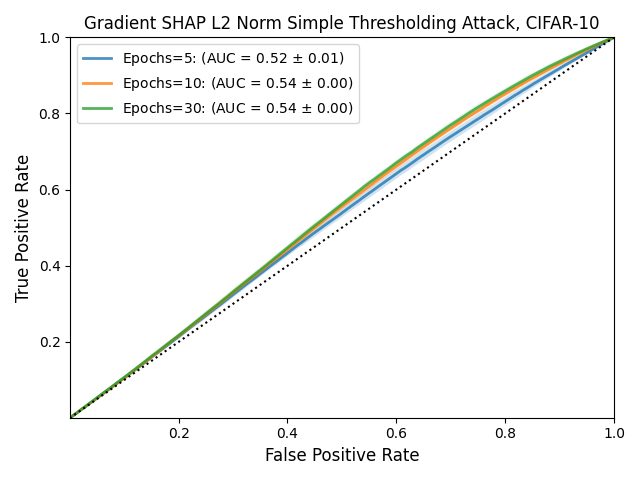 Gradient SHAP L2 Norm Simple Thresholding Attack, CIFAR-10
1.0
Epochs=5: (AUC = 0.52 ± 0.01)
Epochs=10: (AUC = 0.54 ± 0.00)
Epochs=30: (AUC = 0.54 ± 0.00)
0.8
0.6
0.4
0.2
True Positive Rate
0.2 0.4 0.6 0.8 1.0
False Positive Rate